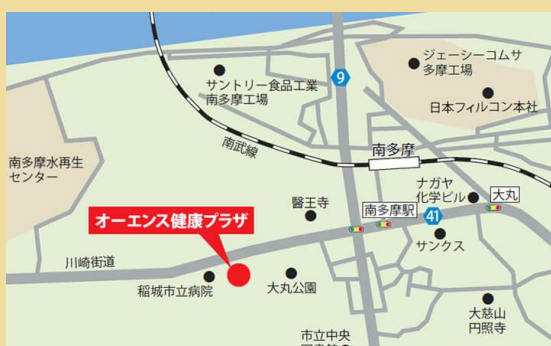 ジェーシーコムサ
多摩工場
9
サントリー食品工業
南多摩工場
日本フィルコン本社
南武線
南多摩
南多摩水再生
センター
ナガヤ
化学ビル
大丸
醫王寺
南多摩駅
41
オーエンス健康プラザ
サンクス
川崎街道
稲城市立病院
大丸公園
大慈山
円照寺
市立中央